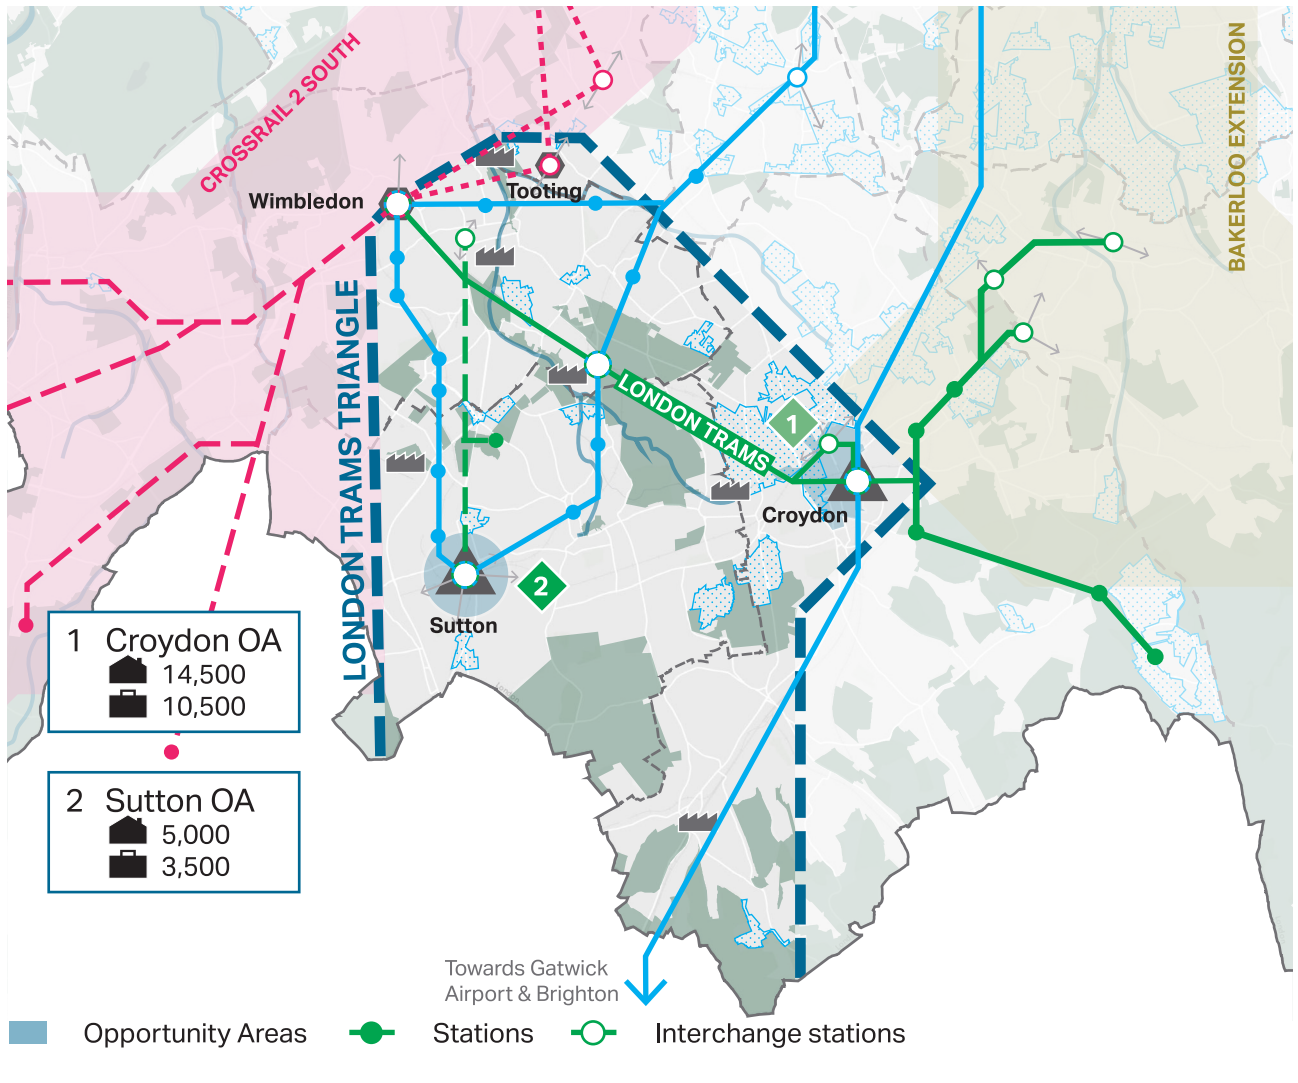 CROSSRAIL 2 SOUTH
BAKERLOO EXTENSION
Wimbledon
Tooting
LONDON TRAMS TRIANGLE
LONDON TRAMS
1
Croydon
2
Sutton
1 Croydon OA
14,500
10,500
2 Sutton OA
5,000
3,500
Towards Gatwick
Airport & Brighton
Opportunity Areas
Stations
Interchange stations